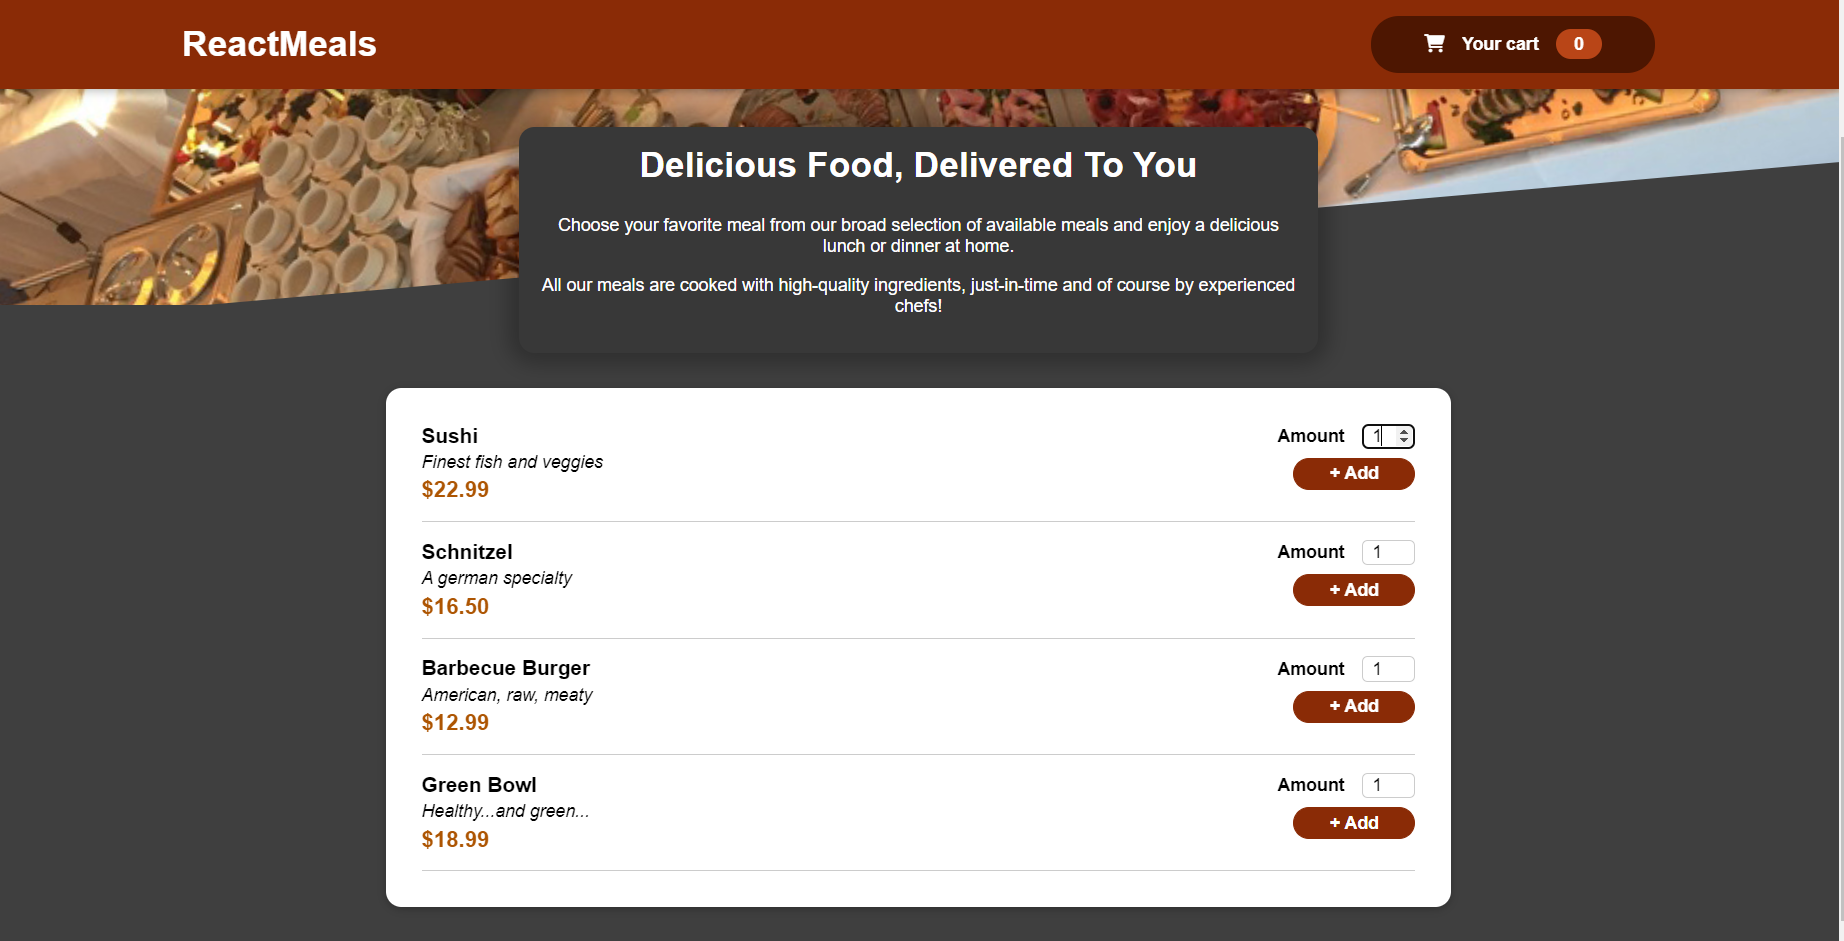 ReactMeals
Your cart 0
Delicious Food, Delivered To You
Choose your favorite meal from our broad selection of available meals and enjoy a delicious
lunch or dinner at home.
All our meals are cooked with high-quality ingredients, just-in-time and of course by experienced
chefs!
Sushi
Finest fish and veggies
$22.99
Amount 1
+ Add
Schnitzel
A german specialty
$16.50
Amount 1
+ Add
Barbecue Burger
American, raw, meaty
$12.99
Amount 1
+ Add
Green Bowl
Healthy...and green...
$18.99
Amount 1
+ Add